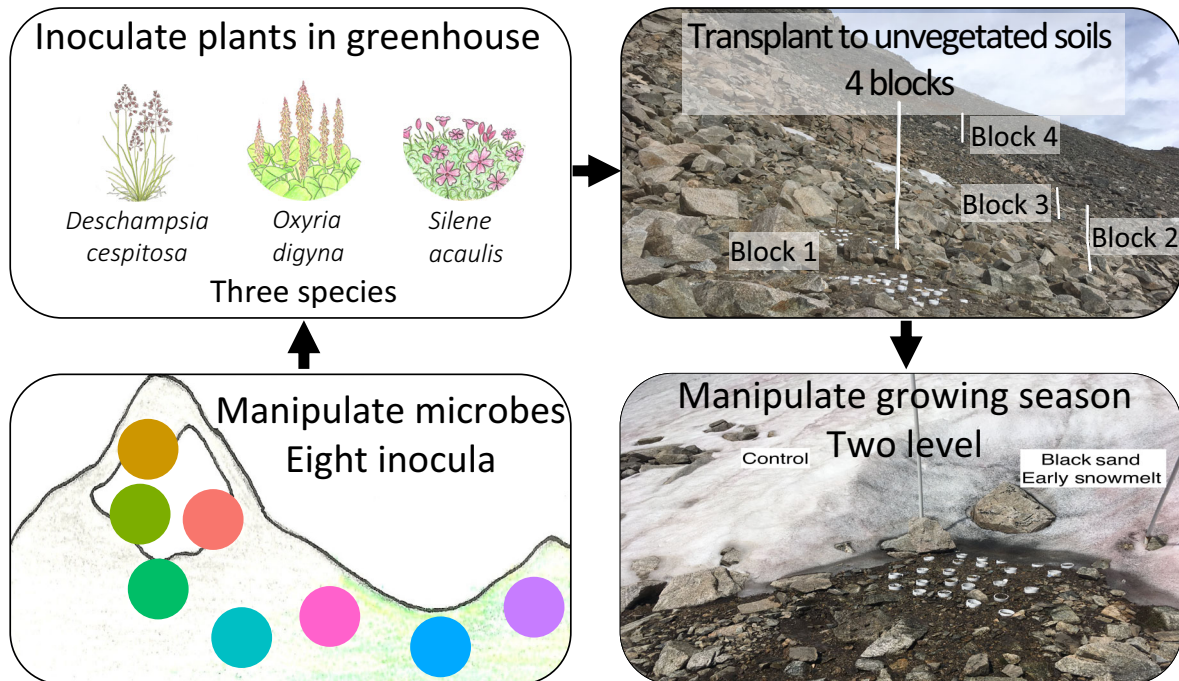 Inoculate plants in greenhouse
Deschampsia
cespitosa
Oxyria
digyna
Silene
acaulis
Three species
Transplant to unvegetated soils
4 blocks
Block 4
Block 3
Block 2
Block 1
Manipulate microbes
Eight inocula
Manipulate growing season
Two level
Control
Black sand
Early snowmelt